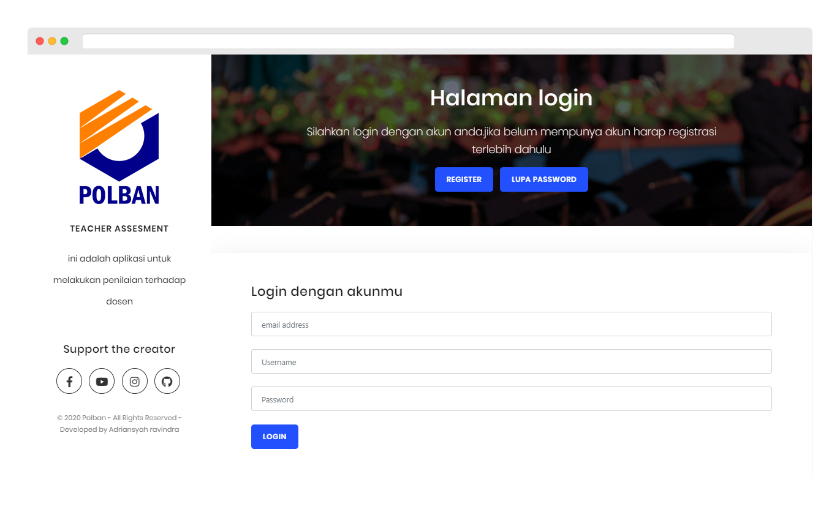 POLBAN
TEACHER ASSESMENT
ini adalah aplikasi untuk
melakukan penilaian terhadap
dosen
Support the creator
© 2020 Polban - All Rights Reserved -
Developed by Adriansyah ravindra
Halaman login
Silahkan login dengan akun anda.jika belum mempunya akun harap registrasi
terlebih dahulu
REGISTER
LUPA PASSWORD
Login dengan akunmu
email address
Username
Password
LOGIN